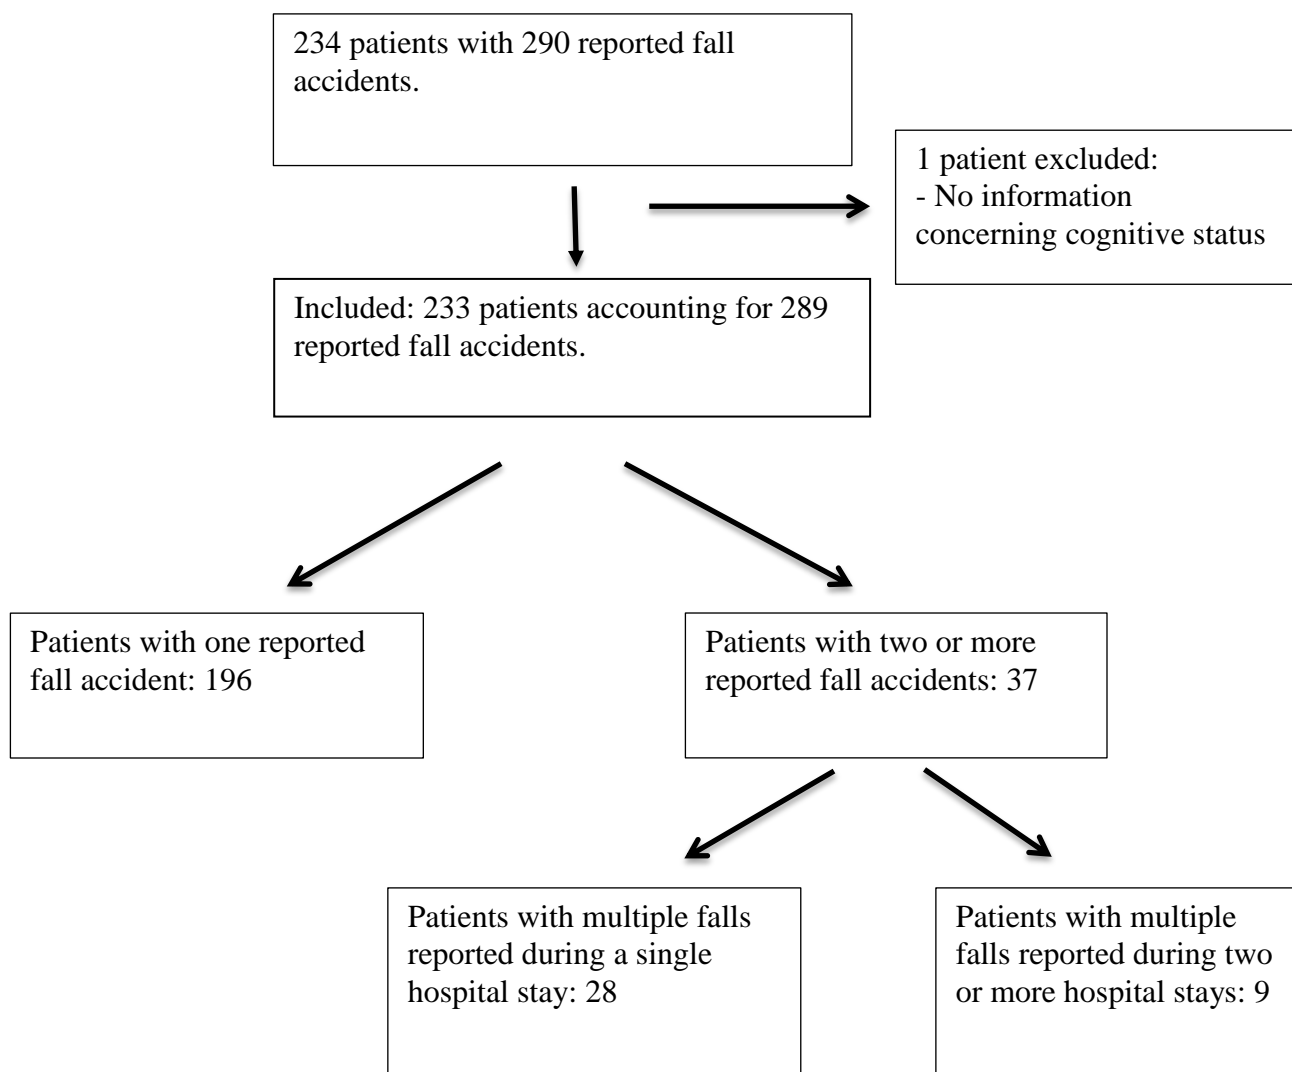 234 patients with 290 reported fall
accidents.
1 patient excluded:
- No information
concerning cognitive status
Included: 233 patients accounting for 289
reported fall accidents.
Patients with one reported
fall accident: 196
Patients with two or more
reported fall accidents: 37
Patients with multiple falls
reported during a single
hospital stay: 28
Patients with multiple
falls reported during two
or more hospital stays: 9